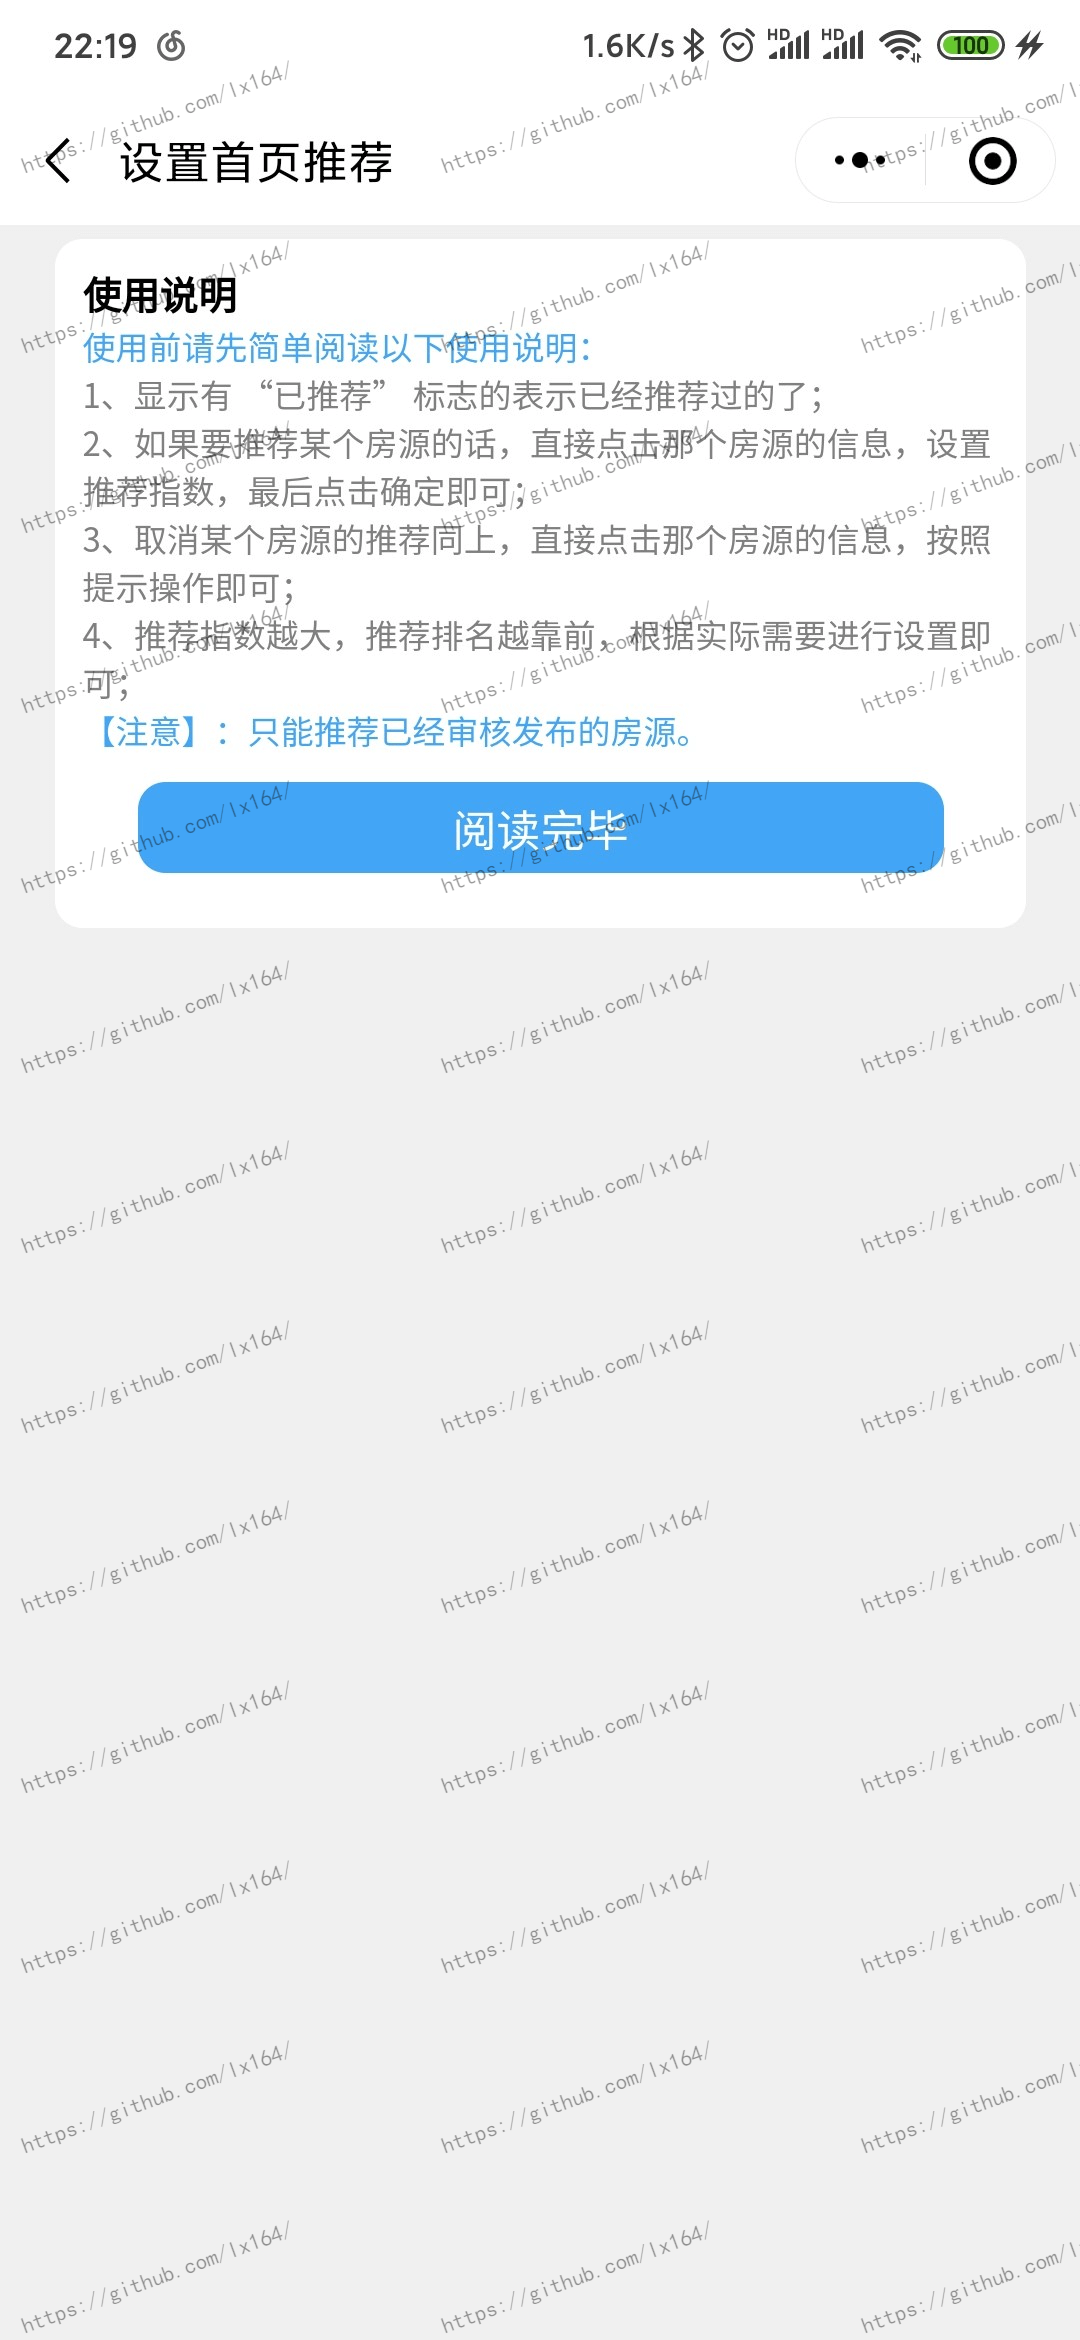 22:19 1.6K/s HD HD 100
设置首页推荐
使用说明
使用前请先简单阅读以下使用说明：
1、显示有 “已推荐” 标志的表示已经推荐过的了；
2、如果要推荐某个房源的话，直接点击那个房源的信息，设置
推荐指数，最后点击确定即可；
3、取消某个房源的推荐同上，直接点击那个房源的信息，按照
提示操作即可；
4、推荐指数越大，推荐排名越靠前，根据实际需要进行设置即
可；
【注意】：只能推荐已经审核发布的房源。
阅读完毕
https://github.com/lx164/